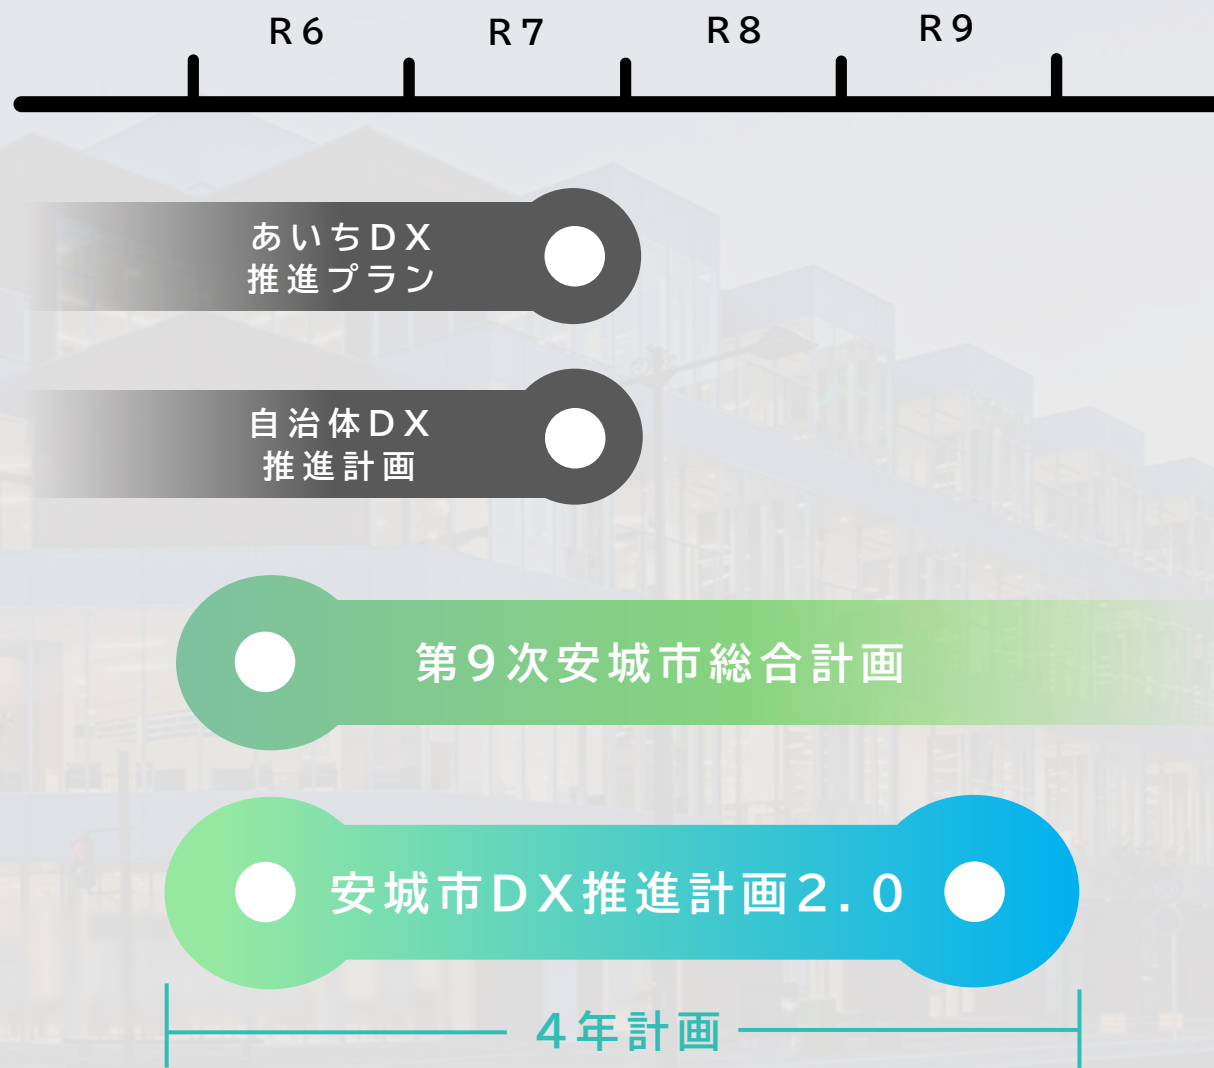 R6 R7 R8 R9
あいちDX
推進プラン
自治体DX
推進計画
第9次安城市総合計画
安城市DX推進計画2.0
4年計画